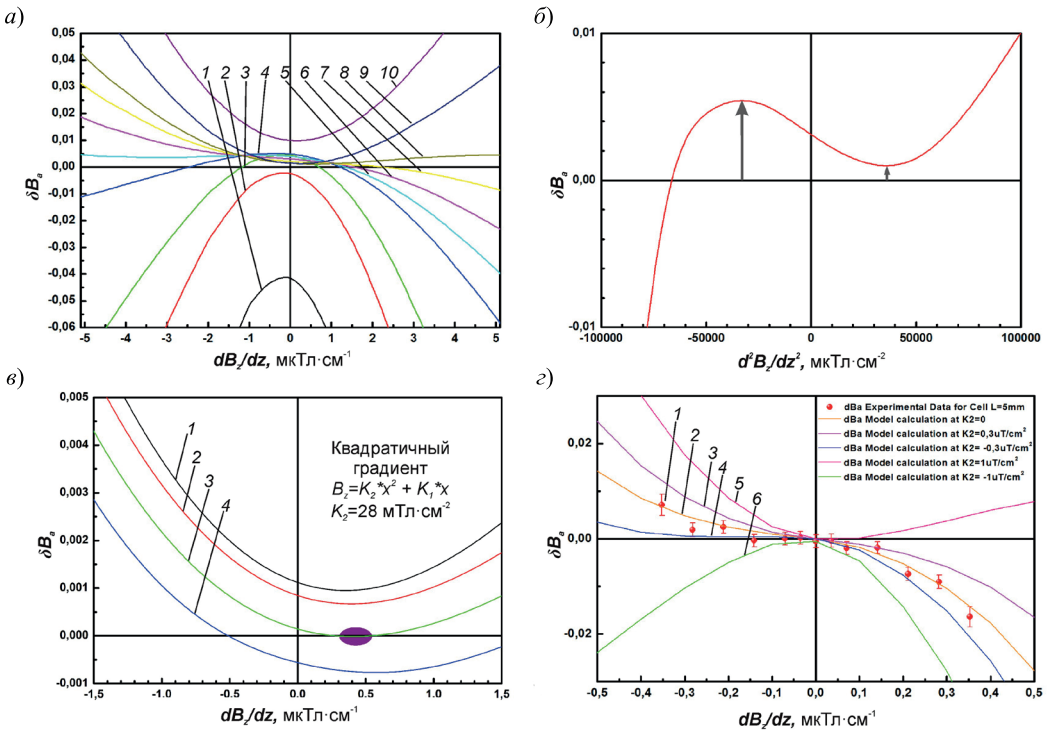 а)
0,05
0,04
0,03
0,02
0,01
0,00
-0,01
-0,02
-0,03
-0,04
-0,05
-0,06
δBa
1 2 3 4 5 6 7 8 9 10
-5 -4 -3 -2 -1 0 1 2 3 4 5
dBz/dz, мкТл·см-1
б)
0,01
0,00
-0,01
δBa
-100000 -50000 0 50000 100000
d2Bz/dz2, мкТл·см-2
в)
0,005
0,004
0,003
0,002
0,001
0,000
-0,001
δBa
1
2
3
4
Квадратичный
градиент
Bz=K2*x2 + K1*x
K2=28 мТл·см-2
-1,5 -1,0 -0,5 0.0 0,5 1,0 1,5
dBz/dz, мкТл·см-1
г)
0,02
0,00
-0,02
δBa
1
2
3
4
5
6
dBa Experimental Data for Cell L=5mm
dBa Model calculation at K2=0
dBa Model calculation at K2=0,3uT/cm2
dBa Model calculation at K2= -0,3uT/cm2
dBa Model calculation at K2=1uT/cm2
dBa Model calculation at K2= -1uT/cm2
-0,5 -0,4 -0,3 -0,2 -0,1 0,0 0,1 0,2 0,3 0,4 0,5
dBz/dz, мкТл·см-1